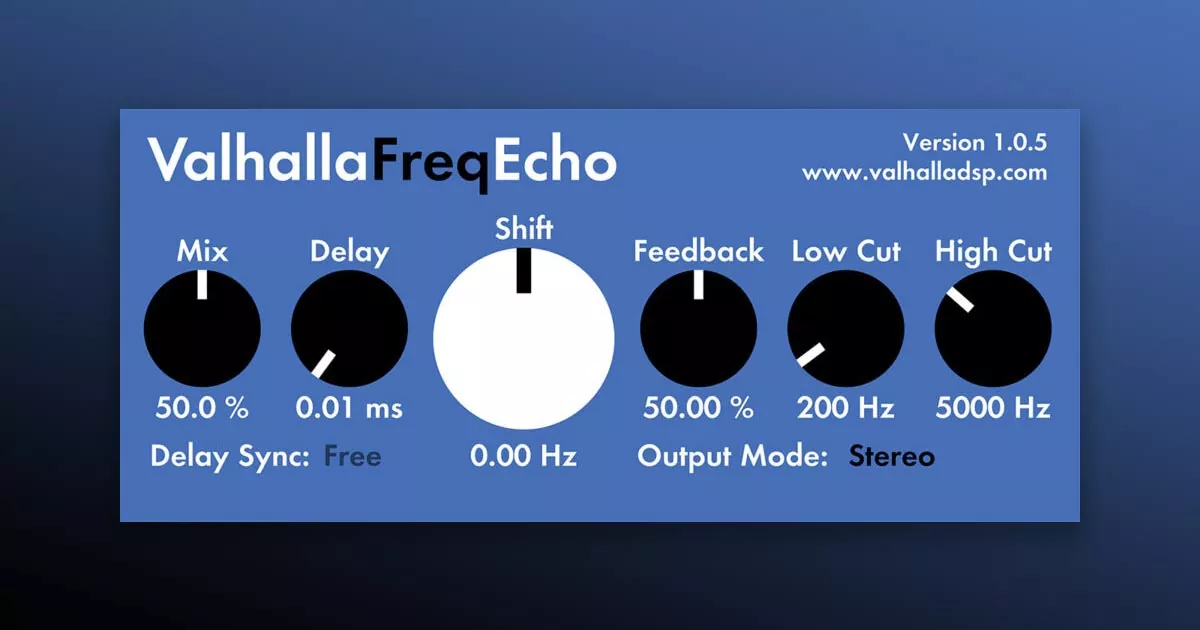 ValhallaFreqEcho
Version 1.0.5
www.valhalladsp.com
Mix Delay Shift Feedback Low Cut High Cut
50.0 % 0.01 ms 0.00 Hz 50.00 % 200 Hz 5000 Hz
Delay Sync: Free
Output Mode: Stereo